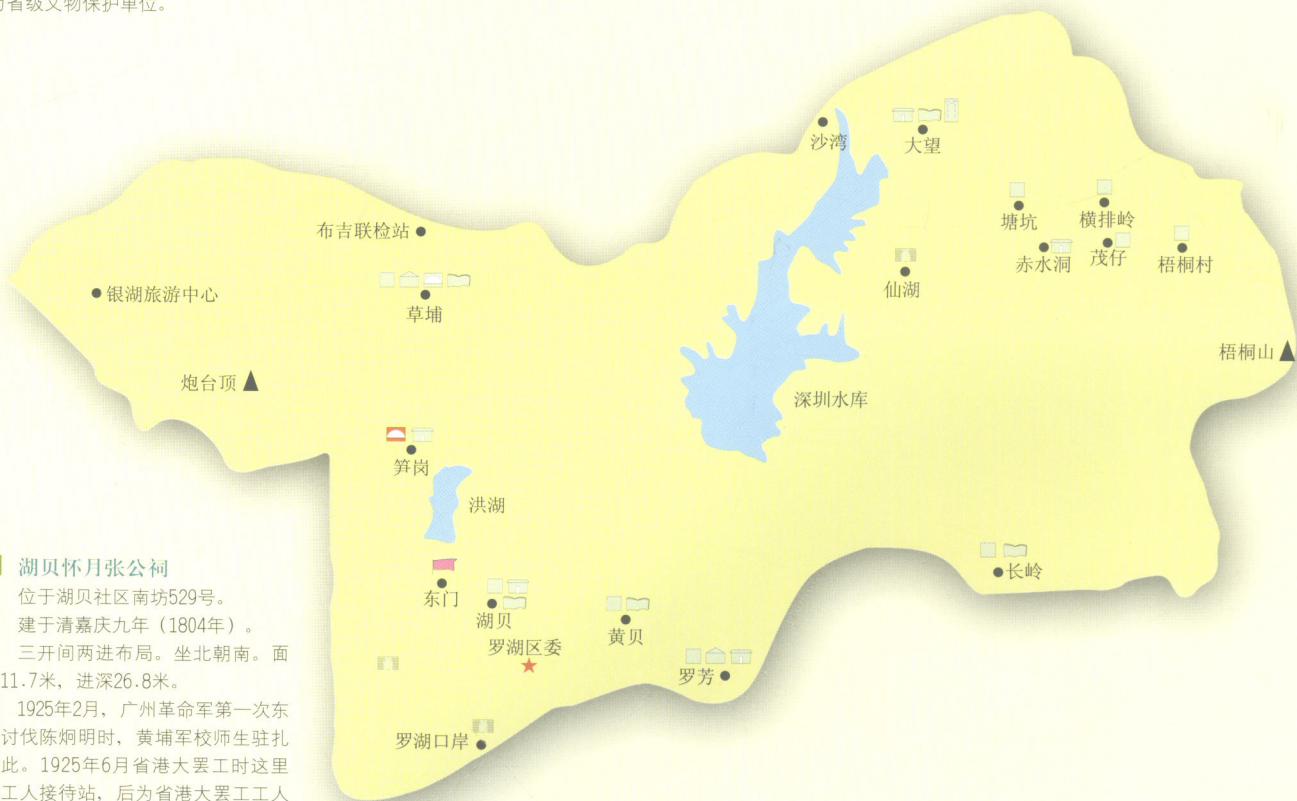 省级文物保护单位。
沙湾
大望
塘坑
横排岭
布吉联检站
赤水洞
茂仔
梧桐村
仙湖
银湖旅游中心
草埔
梧桐山
炮台顶
深圳水库
笋岗
洪湖
长岭
东门
湖贝
黄贝
罗湖区委
罗芳
罗湖口岸
湖贝怀月张公祠
位于湖贝社区南坊529号。
建于清嘉庆九年（1804年）。
三开间两进布局。坐北朝南。面
11.7米，进深26.8米。
1925年2月，广州革命军第一次东
讨伐陈炯明时，黄埔军校师生驻扎
此。1925年6月省港大罢工时这里
工人接待站，后为省港大罢工工人